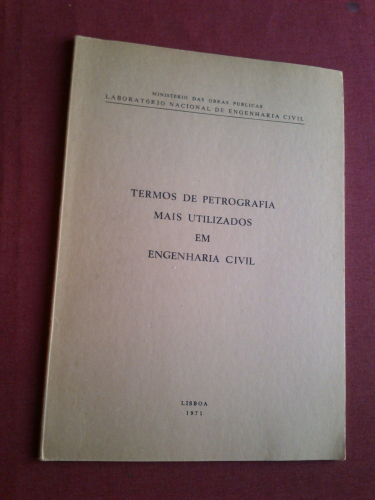 MINISTÉRIO DAS OBRAS PÚBLICAS
LABORATÓRIO NACIONAL DE ENGENHARIA CIVIL
TERMOS DE PETROGRAFIA
MAIS UTILIZADOS
EM
ENGENHARIA CIVIL
LISBOA
1971